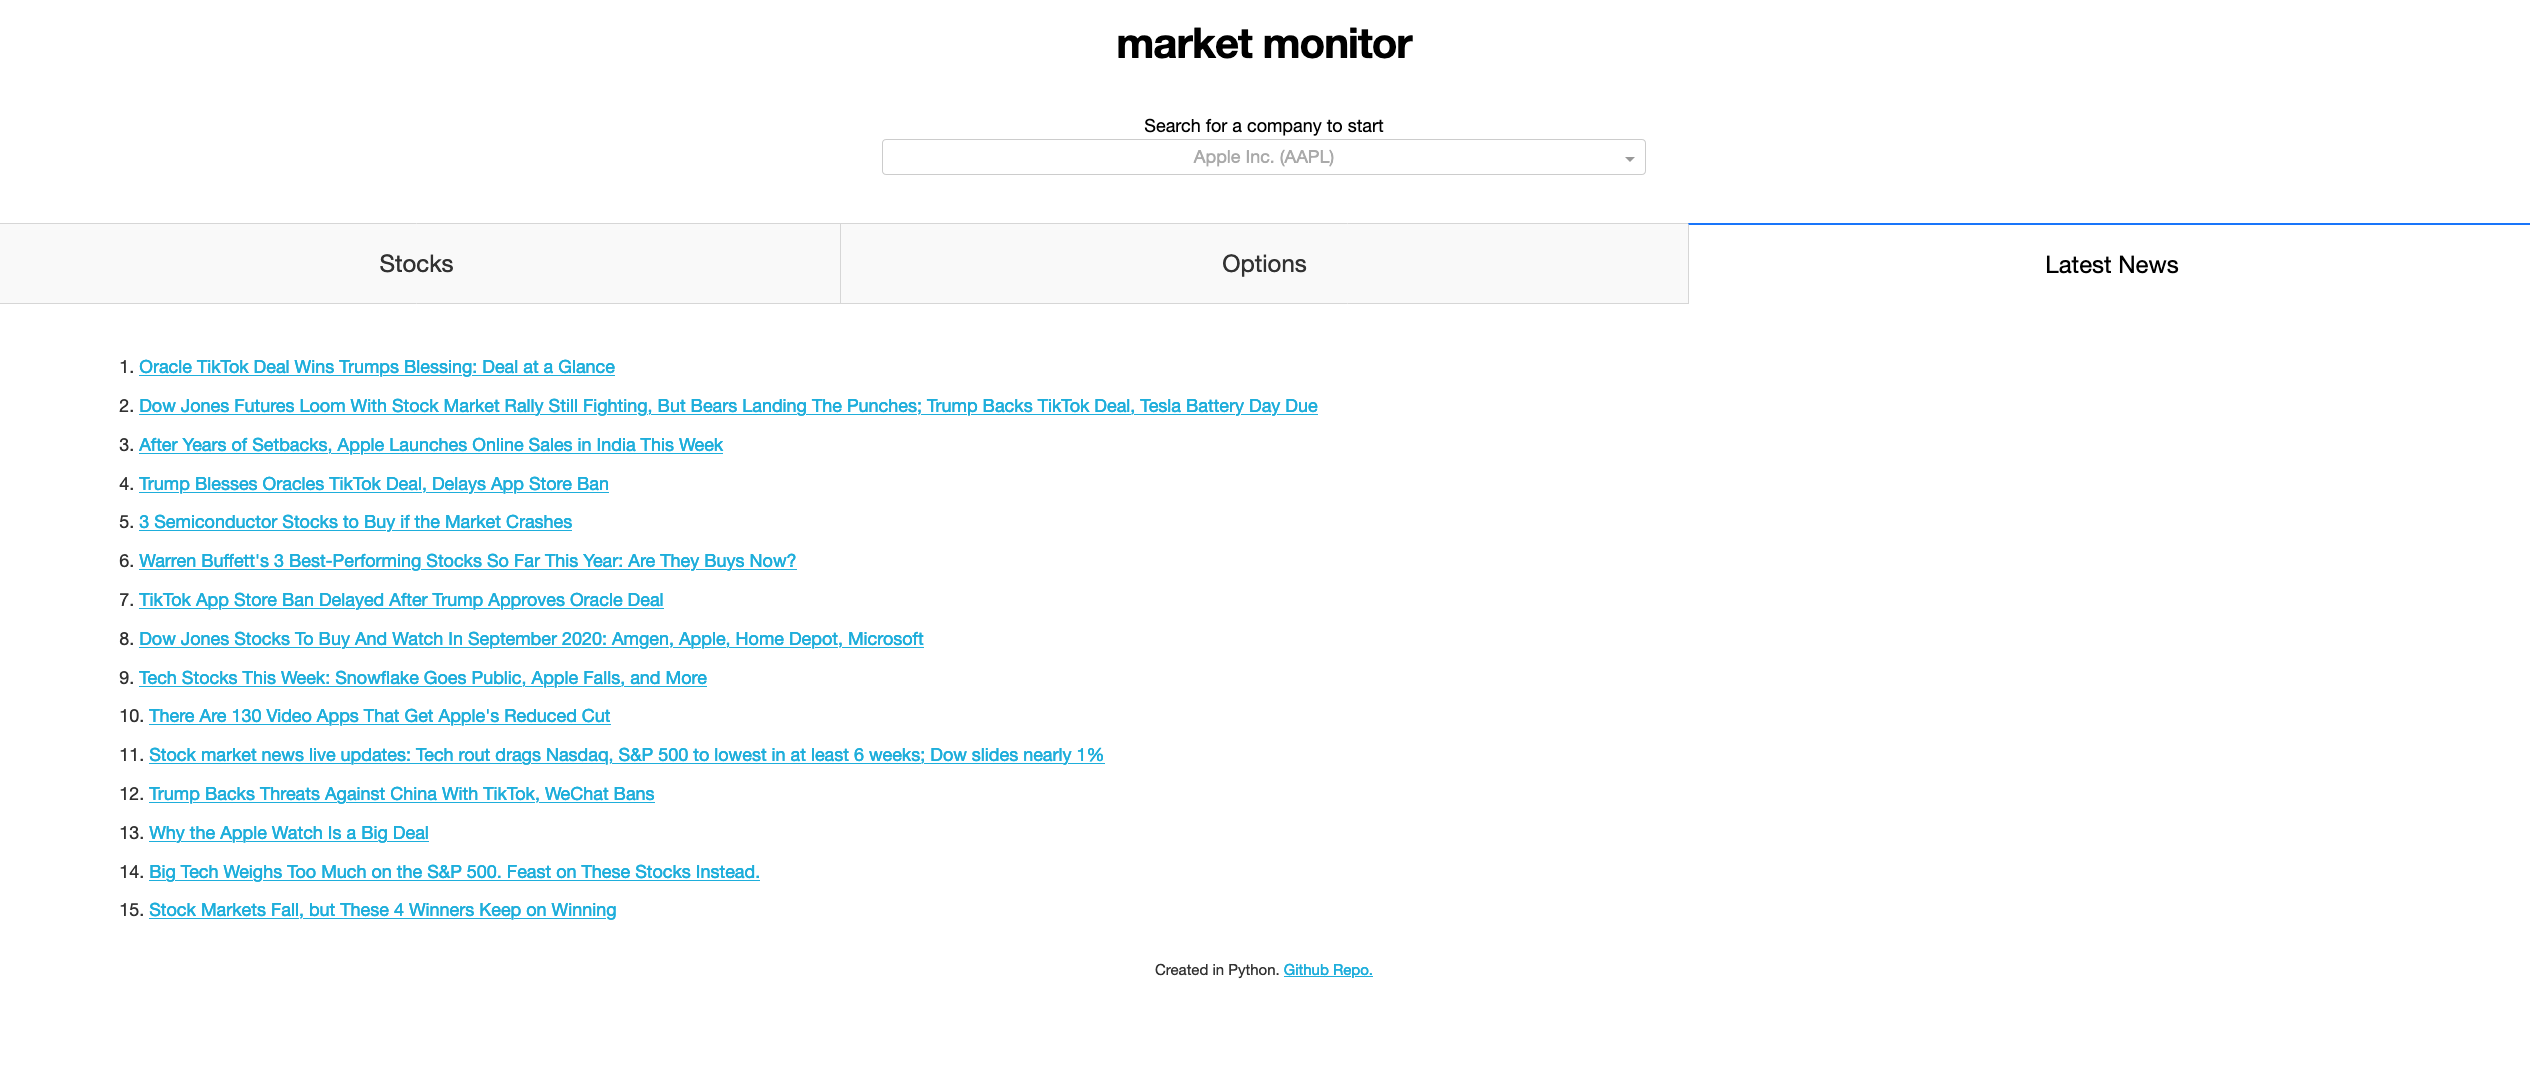 market monitor
Search for a company to start
Apple Inc. (AAPL)
Stocks
Options
Latest News
1. Oracle TikTok Deal Wins Trumps Blessing: Deal at a Glance
2. Dow Jones Futures Loom With Stock Market Rally Still Fighting, But Bears Landing The Punches; Trump Backs TikTok Deal, Tesla Battery Day Due
3. After Years of Setbacks, Apple Launches Online Sales in India This Week
4. Trump Blesses Oracles TikTok Deal, Delays App Store Ban
5. 3 Semiconductor Stocks to Buy if the Market Crashes
6. Warren Buffett's 3 Best-Performing Stocks So Far This Year: Are They Buys Now?
7. TikTok App Store Ban Delayed After Trump Approves Oracle Deal
8. Dow Jones Stocks To Buy And Watch In September 2020: Amgen, Apple, Home Depot, Microsoft
9. Tech Stocks This Week: Snowflake Goes Public, Apple Falls, and More
10. There Are 130 Video Apps That Get Apple's Reduced Cut
11. Stock market news live updates: Tech rout drags Nasdaq, S&P 500 to lowest in at least 6 weeks; Dow slides nearly 1%
12. Trump Backs Threats Against China With TikTok, WeChat Bans
13. Why the Apple Watch Is a Big Deal
14. Big Tech Weighs Too Much on the S&P 500. Feast on These Stocks Instead.
15. Stock Markets Fall, but These 4 Winners Keep on Winning
Created in Python. Github Repo.